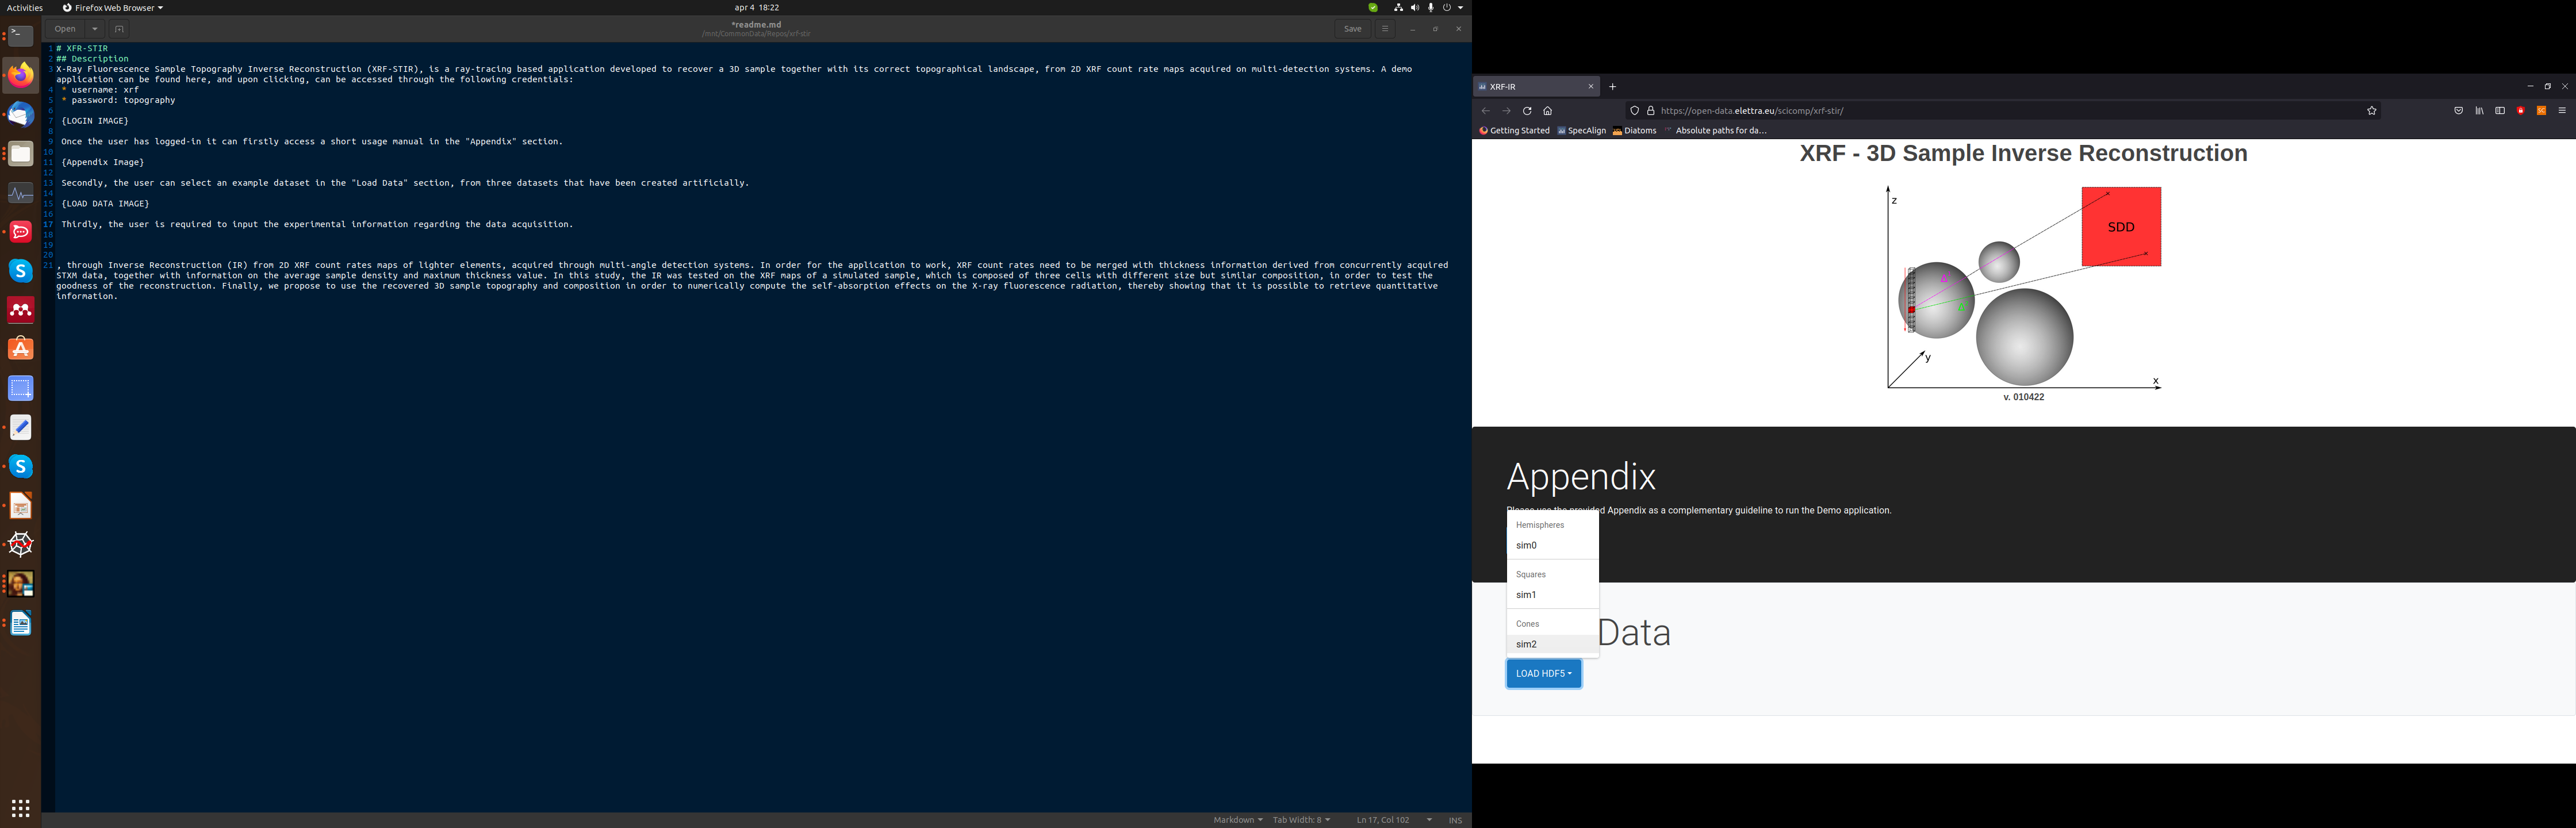 Activities
Firefox Web Browser
apr 4 18:22
Open
*readme.md
/mnt/CommonData/Repos/xrf-stir
Save
1 # XFR-STIR
2 ## Description
3 X-Ray Fluorescence Sample Topography Inverse Reconstruction (XRF-STIR), is a ray-tracing based application developed to recover a 3D sample together with its correct topographical landscape, from 2D XRF count rate maps acquired on multi-detection systems. A demo
application can be found here, and upon clicking, can be accessed through the following credentials:
4 * username: xrf
5 * password: topography
6
7 {LOGIN IMAGE}
8
9 Once the user has logged-in it can firstly access a short usage manual in the "Appendix" section.
10
11 {Appendix Image}
12
13 Secondly, the user can select an example dataset in the "Load Data" section, from three datasets that have been created artificially.
14
15 {LOAD DATA IMAGE}
16
17 Thirdly, the user is required to input the experimental information regarding the data acquisition.
18
19
20
21 , through Inverse Reconstruction (IR) from 2D XRF count rates maps of lighter elements, acquired through multi-angle detection systems. In order for the application to work, XRF count rates need to be merged with thickness information derived from concurrently acquired
STXM data, together with information on the average sample density and maximum thickness value. In this study, the IR was tested on the XRF maps of a simulated sample, which is composed of three cells with different size but similar composition, in order to test the
goodness of the reconstruction. Finally, we propose to use the recovered 3D sample topography and composition in order to numerically compute the self-absorption effects on the X-ray fluorescence radiation, thereby showing that it is possible to retrieve quantitative
information.
Markdown
Tab Width: 8
Ln 17, Col 102
INS
XRF-IR
https://open-data.elettra.eu/scicomp/xrf-stir/
Getting Started
SpecAlign
Diatoms
Absolute paths for da…
XRF - 3D Sample Inverse Reconstruction
z
SDD
y
x
v. 010422
Appendix
provided Appendix as a complementary guideline to run the Demo application.
Hemispheres
sim0
Squares
sim1
Cones
sim2
Data
LOAD HDF5